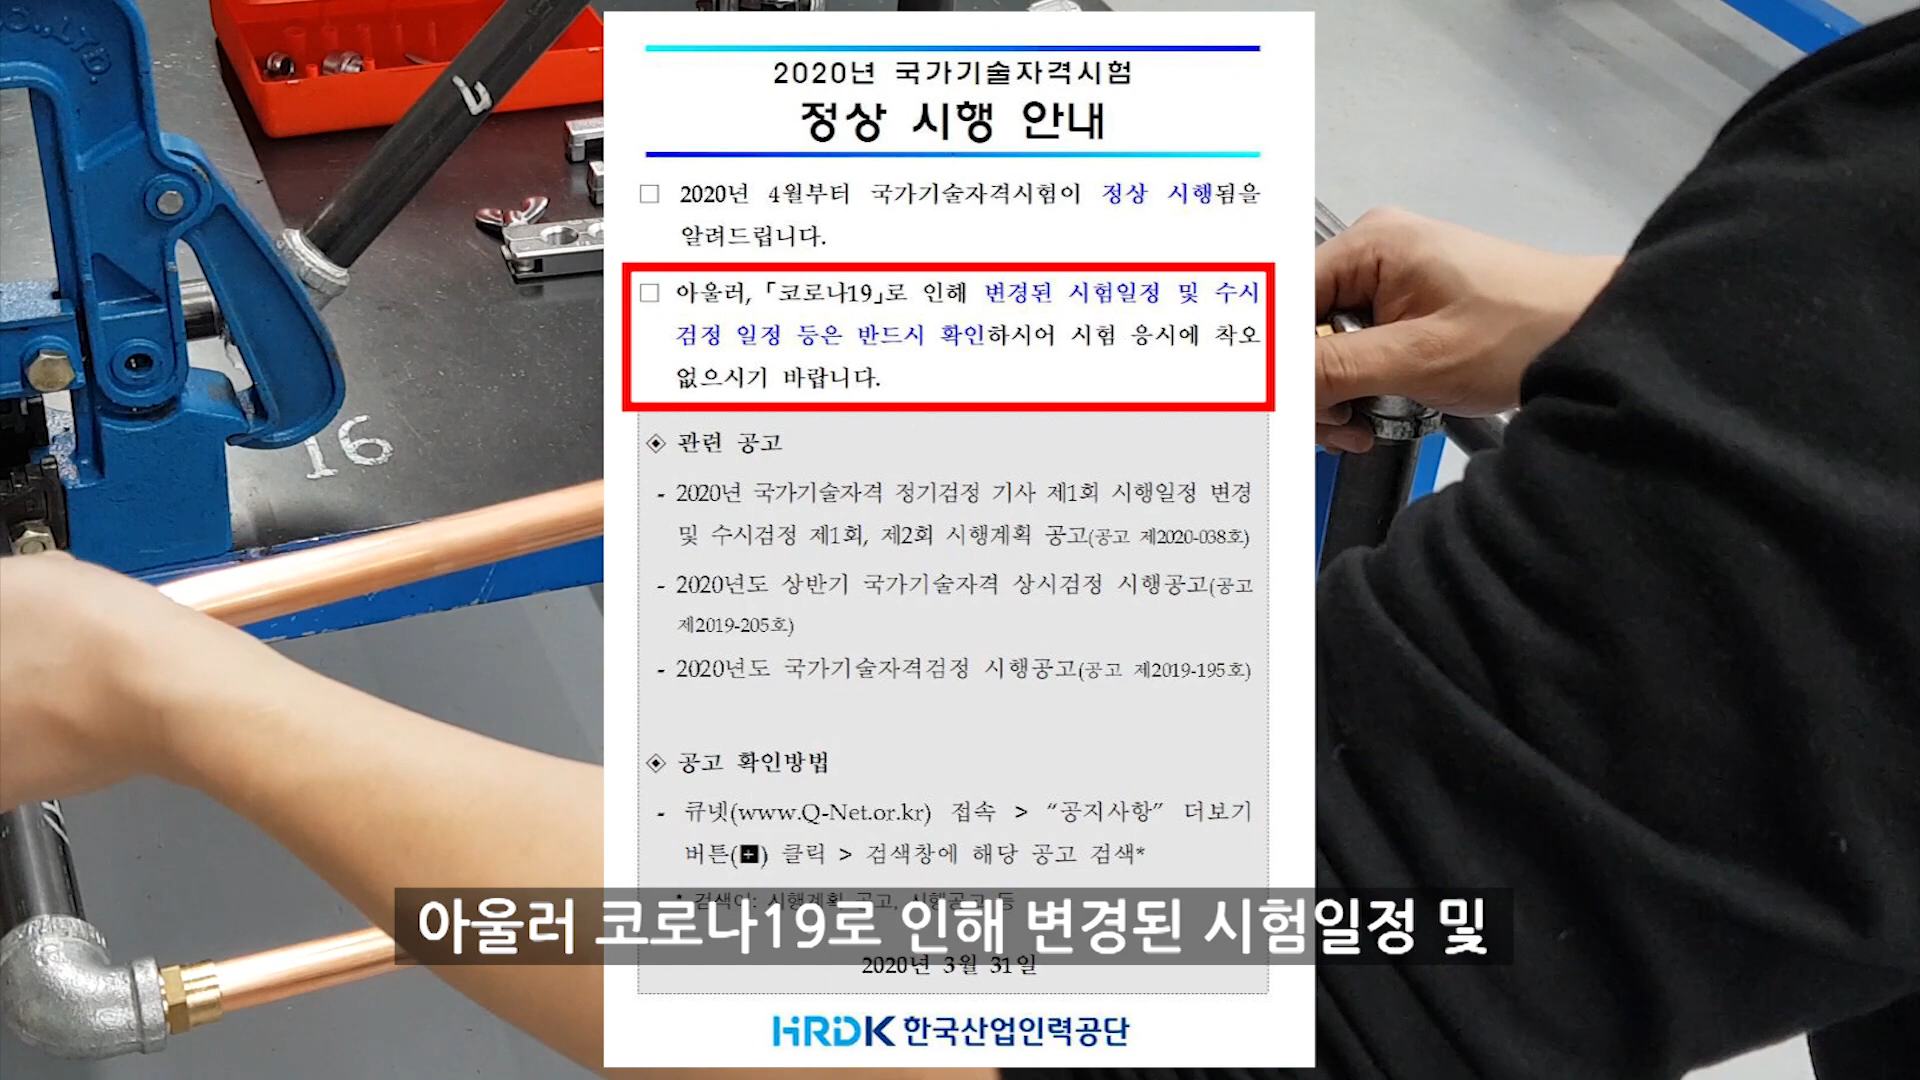 2020년 국가기술자격시험
정상 시행 안내
□ 2020년 4월부터 국가기술자격시험이 정상 시행됨을
알려드립니다.
□ 아울러, 「코로나19」로 인해 변경된 시험일정 및 수시
검정 일정 등은 반드시 확인하시어 시험 응시에 착오
없으시기 바랍니다.
◈ 관련 공고
- 2020년 국가기술자격 정기검정 기사 제1회 시행일정 변경
및 수시검정 제1회, 제2회 시행계획 공고(공고 제2020-038호)
- 2020년도 상반기 국가기술자격 상시검정 시행공고(공고
제2019-205호)
- 2020년도 국가기술자격검정 시행공고(공고 제2019-195호)
◈ 공고 확인방법
- 큐넷(www.Q-Net.or.kr) 접속 > “공지사항” 더보기
버튼(+) 클릭 > 검색창에 해당 공고 검색*
* 검색어: 시행계획 공고, 시행공고 등
아울러 코로나19로 인해 변경된 시험일정 및
2020년 3월 31일
HRDK 한국산업인력공단
16